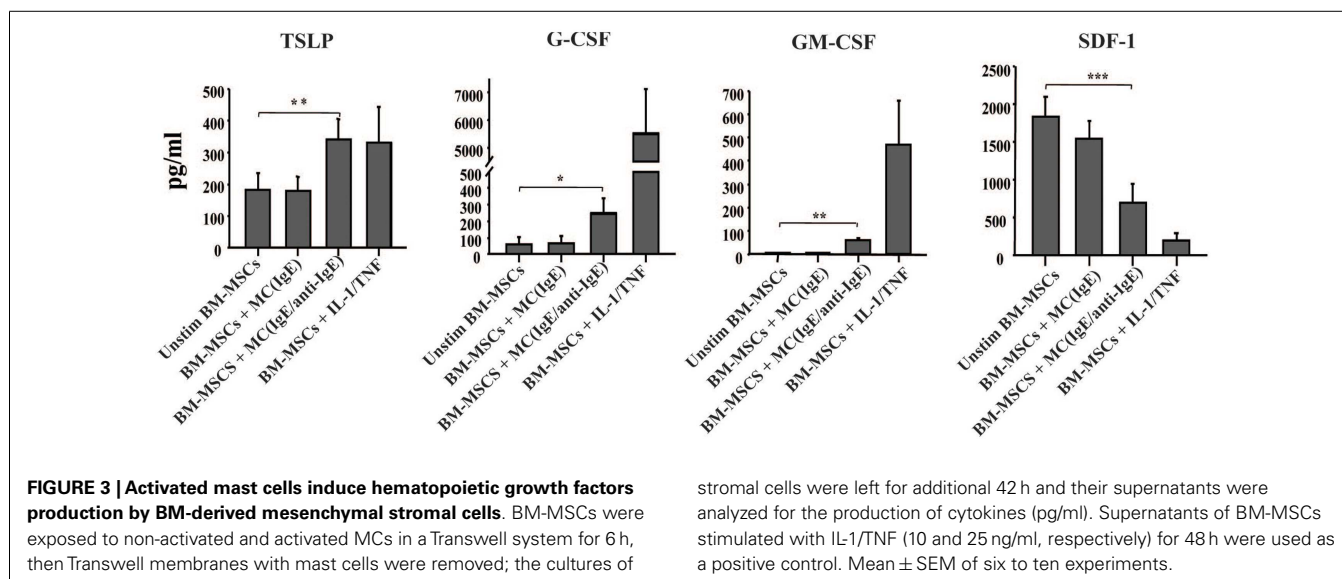 TSLP
G-CSF
GM-CSF
SDF-1
pg/ml
500
400
300
200
100
0
**
Unstim BM-MSCs
BM-MSCs + MC(IgE)
BM-MSCS + MC(IgE/anti-IgE)
BM-MSCs + IL-1/TNF
7000
6000
5000
500
400
300
200
100
0
*
Unstim BM-MSCs
BM-MSCs + MC(IgE)
BM-MSCS + MC(IgE/anti-IgE)
BM-MSCs + IL-1/TNF
700
600
500
400
300
200
100
0
**
Unstim BM-MSCs
BM-MSCs + MC(IgE)
BM-MSCS + MC(IgE/anti-IgE)
BM-MSCs + IL-1/TNF
2500
2000
1500
1000
500
0
***
Unstim BM-MSCs
BM-MSCs + MC(IgE)
BM-MSCS + MC(IgE/anti-IgE)
BM-MSCs + IL-1/TNF
FIGURE 3 | Activated mast cells induce hematopoietic growth factors
production by BM-derived mesenchymal stromal cells. BM-MSCs were
exposed to non-activated and activated MCs in a Transwell system for 6 h,
then Transwell membranes with mast cells were removed; the cultures of
stromal cells were left for additional 42 h and their supernatants were
analyzed for the production of cytokines (pg/ml). Supernatants of BM-MSCs
stimulated with IL-1/TNF (10 and 25 ng/ml, respectively) for 48 h were used as
a positive control. Mean ± SEM of six to ten experiments.